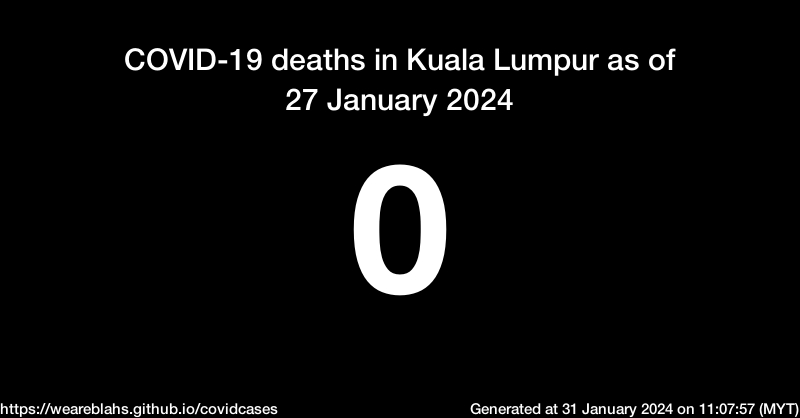 COVID-19 deaths in Kuala Lumpur as of
27 January 2024
0
https://weareblahs.github.io/covidcases
Generated at 31 January 2024 on 11:07:57 (MYT)